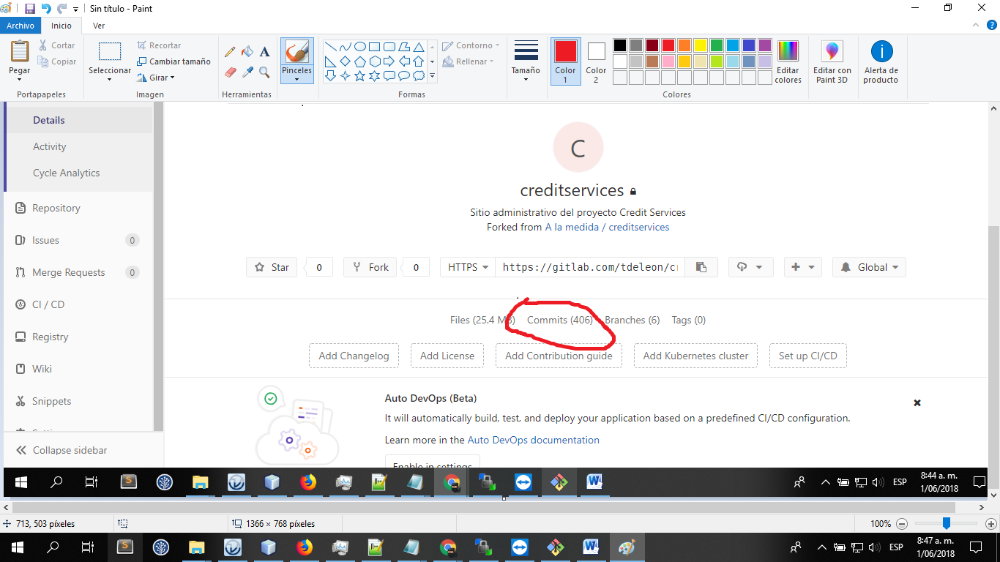 Sin título - Paint
Archivo Inicio Ver
Pegar Cortar Copiar
Portapapeles
Seleccionar Recortar Cambiar tamaño Girar
Imagen
A
Herramientas
Pinceles
Contorno Rellenar
Formas
Tamaño
Color 1 Color 2 Editar colores
Colores
Editar con Paint 3D
Alerta de producto
Details
Activity
Cycle Analytics
Repository
Issues 0
Merge Requests 0
CI / CD
Registry
Wiki
Snippets
Collapse sidebar
C
creditservices
Sitio administrativo del proyecto Credit Services
Forked from A la medida / creditservices
Star 0 Fork 0 HTTPS https://gitlab.com/tdeleon/c Global
Files (25.4 MB) Commits (406) Branches (6) Tags (0)
Add Changelog Add License Add Contribution guide Add Kubernetes cluster Set up CI/CD
Auto DevOps (Beta)
It will automatically build, test, and deploy your application based on a predefined CI/CD configuration.
Learn more in the Auto DevOps documentation
Enable in settings
ESP 8:44 a. m.
1/06/2018
713, 503 píxeles 1366 × 768 píxeles 100%
ESP 8:47 a. m.
1/06/2018